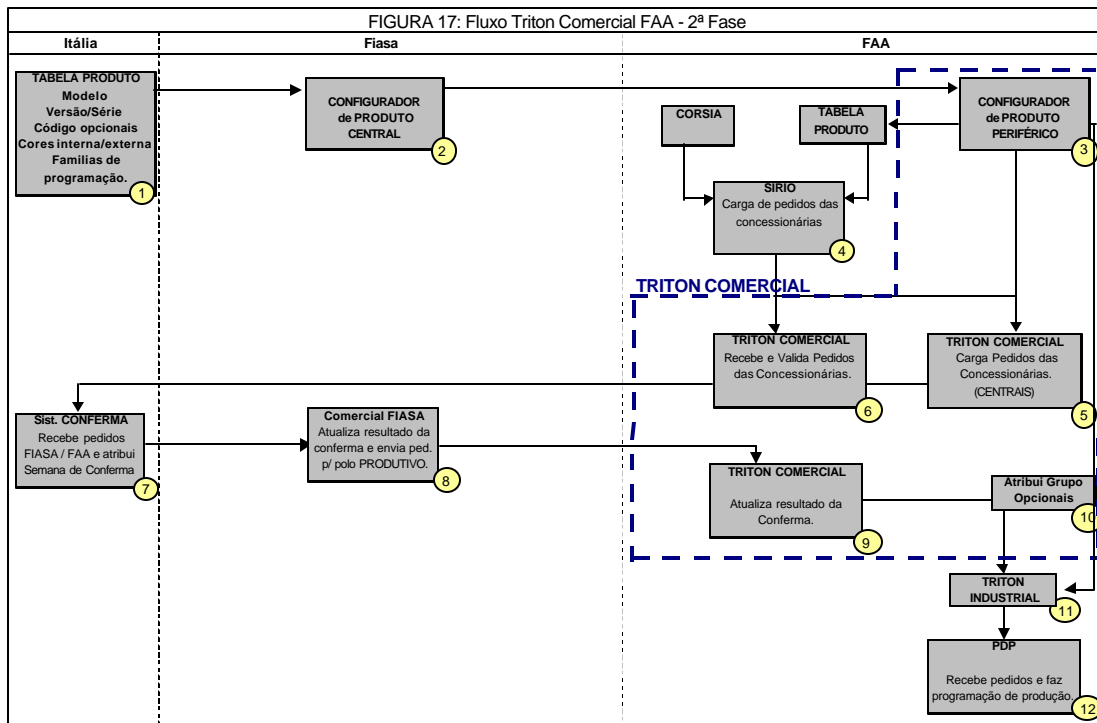 FIGURA 17: Fluxo Triton Comercial FAA - 2ª Fase
Itália
Fiasa
FAA
TABELA PRODUTO
Modelo
Versão/Série
Código opcionais
Cores interna/externa
Famílias de
programação.
1
CONFIGURADOR
de PRODUTO
CENTRAL
2
CORSIA
TABELA
PRODUTO
CONFIGURADOR
de PRODUTO
PERIFÉRICO
3
SIRIO
Carga de pedidos das
concessionárias
4
TRITON COMERCIAL
TRITON COMERCIAL
Recebe e Valida Pedidos
das Concessionárias.
6
TRITON COMERCIAL
Carga Pedidos das
Concessionárias.
(CENTRAIS)
5
Sist. CONFERMA
Recebe pedidos
FIASA / FAA e atribui
Semana de Conferma
7
Comercial FIASA
Atualiza resultado da
conferma e envia ped.
p/ polo PRODUTIVO.
8
TRITON COMERCIAL
Atualiza resultado da
Conferma.
9
Atribui Grupo
Opcionais
10
TRITON
INDUSTRIAL
11
PDP
Recebe pedidos e faz
programação de produção.
12